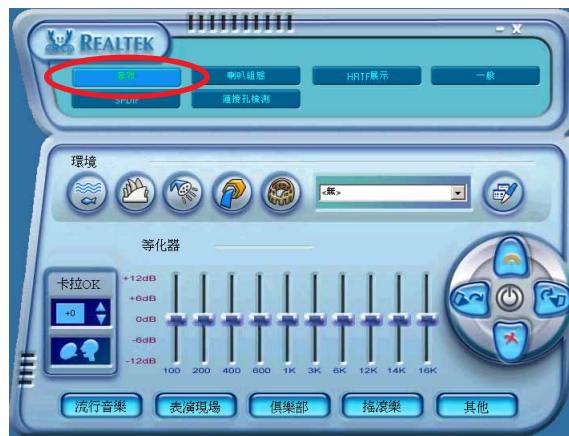 REALTEK
- X
音效 喇叭組態 HRTF展示 一般
SPDIF 連接孔檢測
環境
<無>
等化器
卡拉OK
+0
+12dB
+6dB
0dB
-6dB
-12dB
100 200 400 600 1K 3K 6K 12K 14K 16K
流行音樂 表演現場 俱樂部 搖滾樂 其他